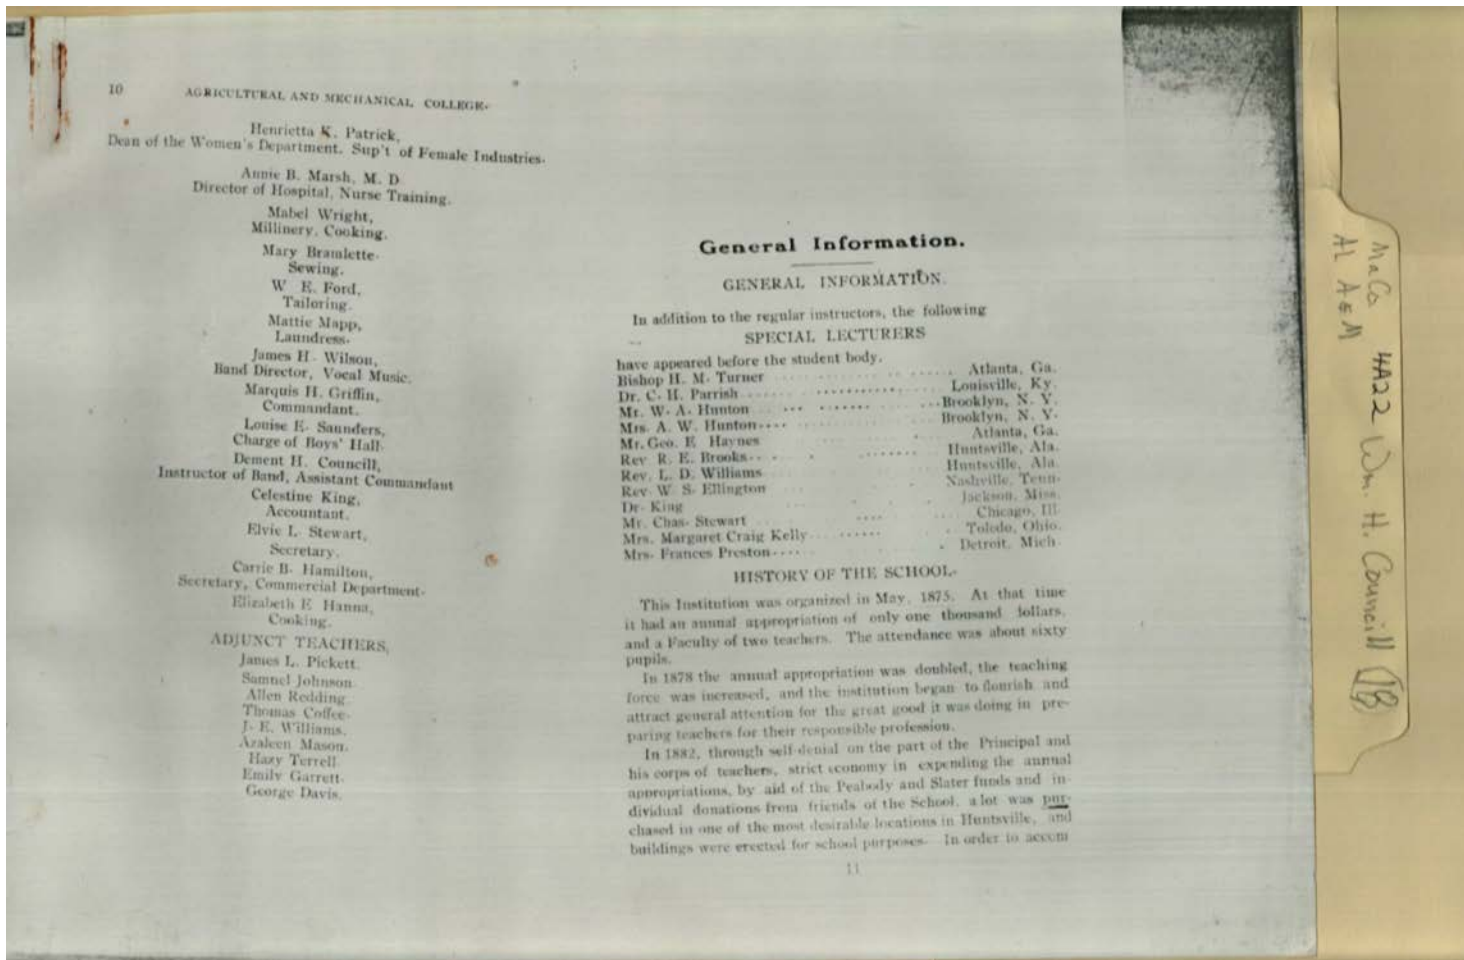 10 AGRICULTURAL AND MECHANICAL COLLEGE.
Henrietta K. Patrick,
Dean of the Women's Department. Sup't of Female Industries.
Annie B. Marsh, M. D
Director of Hospital, Nurse Training.
Mabel Wright,
Millinery, Cooking.
Mary Bramlette.
Sewing.
W E. Ford,
Tailoring.
Mattie Mapp,
Laundress.
James H. Wilson,
Band Director, Vocal Music.
Marquis H. Griffin,
Commandant.
Louise E. Saunders,
Charge of Boys' Hall.
Dement H. Councill,
Instructor of Band, Assistant Commandant
Celestine King,
Accountant.
Elvie L. Stewart,
Secretary.
Carrie B. Hamilton,
Secretary, Commercial Department.
Elizabeth E Hanna,
Cooking.
ADJUNCT TEACHERS,
James L. Pickett.
Samuel Johnson.
Allen Redding.
Thomas Coffee.
J. E. Williams.
Azaleen Mason.
Hazy Terrell.
Emily Garrett.
George Davis.
General Information.
GENERAL INFORMATION.
In addition to the regular instructors, the following
SPECIAL LECTURERS
have appeared before the student body.
Bishop H. M. Turner Atlanta, Ga.
Dr. C. H. Parrish Louisville, Ky.
Mr. W. A. Hunton Brooklyn, N. Y.
Mrs. A. W. Hunton Brooklyn, N. Y.
Mr. Geo. E Haynes Atlanta, Ga.
Rev R. E. Brooks Huntsville, Ala.
Rev. L. D. Williams Huntsville, Ala.
Rev W. S. Ellington Nashville, Tenn.
Dr. King Jackson, Miss.
Mr. Chas. Stewart Chicago, Ill.
Mrs. Margaret Craig Kelly Toledo, Ohio.
Mrs. Frances Preston Detroit, Mich.
HISTORY OF THE SCHOOL.
This Institution was organized in May, 1875. At that time
it had an annual appropriation of only one thousand dollars,
and a Faculty of two teachers. The attendance was about sixty
pupils.
In 1878 the annual appropriation was doubled, the teaching
force was increased, and the institution began to flourish and
attract general attention for the great good it was doing in pre-
paring teachers for their responsible profession.
In 1882, through self-denial on the part of the Principal and
his corps of teachers, strict economy in expending the annual
appropriations, by aid of the Peabody and Slater funds and in-
dividual donations from friends of the School, a lot was pur-
chased in one of the most desirable locations in Huntsville, and
buildings were erected for school purposes. In order to accom
11
MaCo 4A22 Wm. H. Councill (1B)
AL A&M